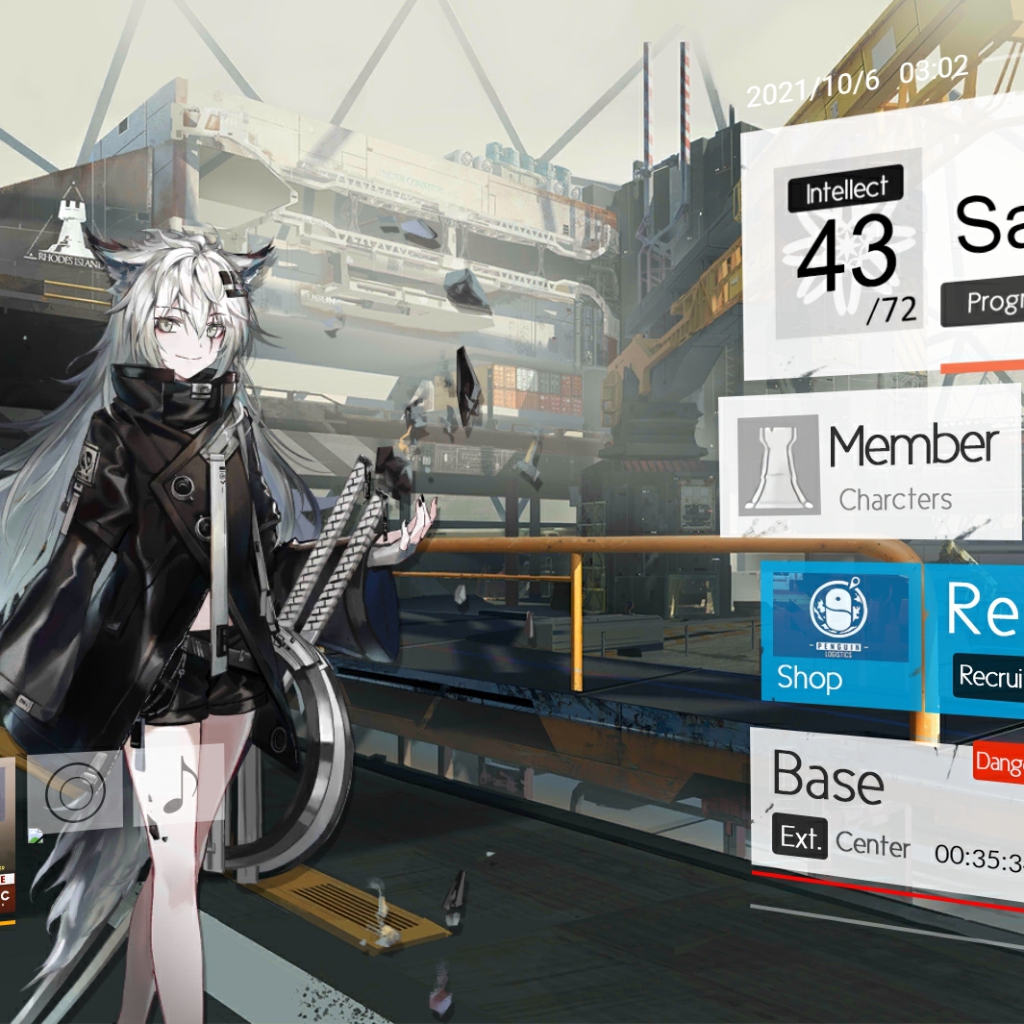 2021/10/6 03:02
Intellect
43
/72
Sa
Progr
RHODES ISLAND
Member
Charcters
PENGUIN
LOGISTICS
Shop
Re
Recrui
Base
Dange
Ext. Center
00:35:3
E
C